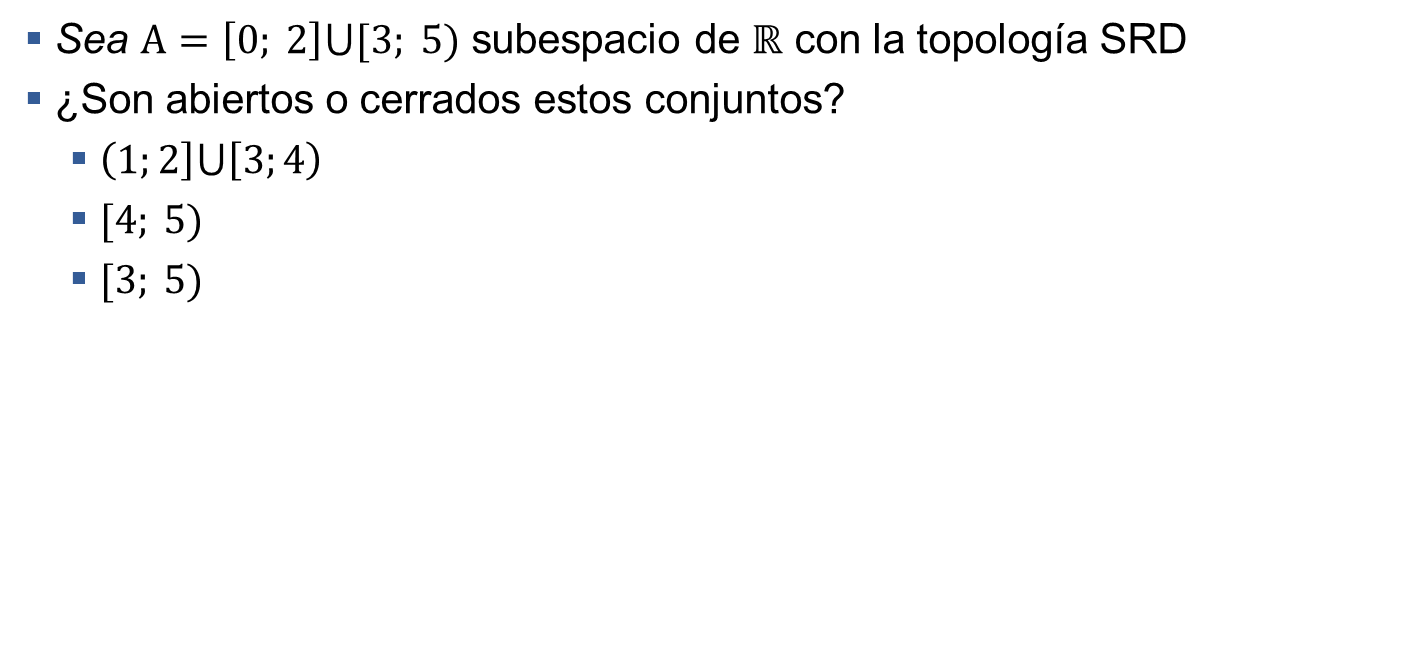 ▪ Sea A = [0; 2]∪[3; 5) subespacio de ℝ con la topología SRD
▪ ¿Son abiertos o cerrados estos conjuntos?
▪ (1; 2]∪[3; 4)
▪ [4; 5)
▪ [3; 5)